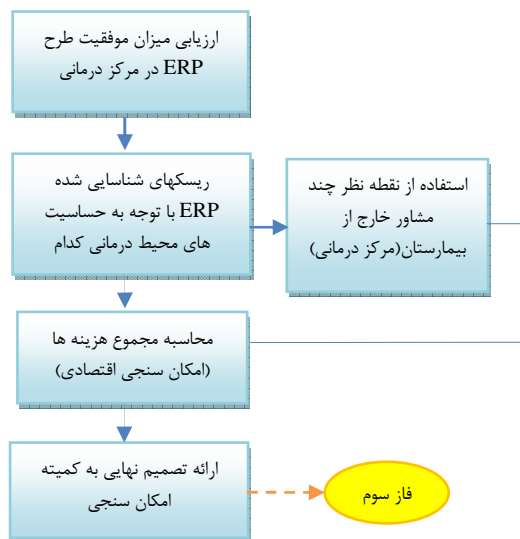 ارزیابی میزان موفقیت طرح
ERP در مرکز درمانی
ریسکهای شناسایی شده
ERP با توجه به حساسیت
های محیط درمانی کدام
استفاده از نقطه نظر چند
مشاور خارج از
بیمارستان(مرکز درمانی)
محاسبه مجموع هزینه ها
(امکان سنجی اقتصادی)
ارائه تصمیم نهایی به کمیته
امکان سنجی
فاز سوم